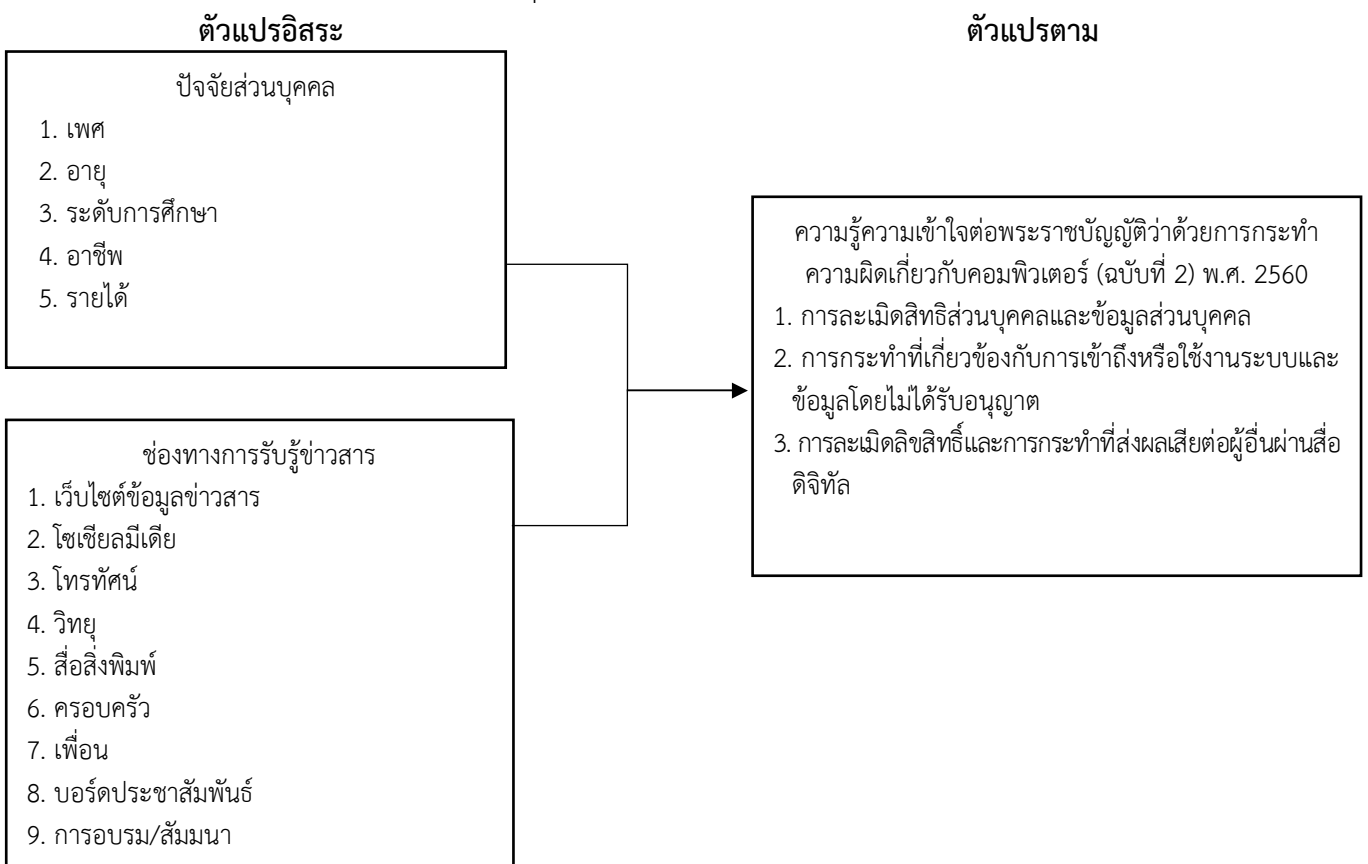 ตัวแปรอิสระ
ปัจจัยส่วนบุคคล
1. เพศ
2. อายุ
3. ระดับการศึกษา
4. อาชีพ
5. รายได้
ช่องทางการรับรู้ข่าวสาร
1. เว็บไซต์ข้อมูลข่าวสาร
2. โซเชียลมีเดีย
3. โทรทัศน์
4. วิทยุ
5. สื่อสิ่งพิมพ์
6. ครอบครัว
7. เพื่อน
8. บอร์ดประชาสัมพันธ์
9. การอบรม/สัมมนา
ตัวแปรตาม
ความรู้ความเข้าใจต่อพระราชบัญญัติว่าด้วยการกระทำ
ความผิดเกี่ยวกับคอมพิวเตอร์ (ฉบับที่ 2) พ.ศ. 2560
1. การละเมิดสิทธิส่วนบุคคลและข้อมูลส่วนบุคคล
2. การกระทำที่เกี่ยวข้องกับการเข้าถึงหรือใช้งานระบบและ
ข้อมูลโดยไม่ได้รับอนุญาต
3. การละเมิดลิขสิทธิ์และการกระทำที่ส่งผลเสียต่อผู้อื่นผ่านสื่อ
ดิจิทัล